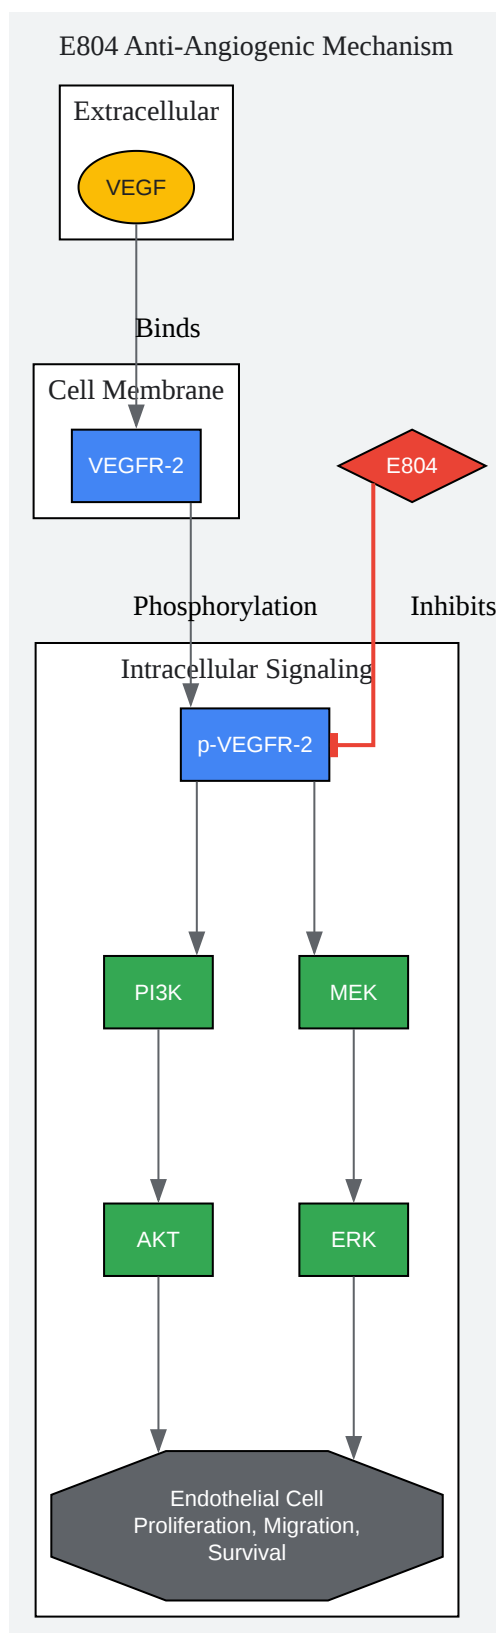 E804 Anti-Angiogenic Mechanism
Extracellular
VEGF
Binds
Cell Membrane
VEGFR-2
E804
Phosphorylation
Inhibits
Intracellular Signaling
p-VEGFR-2
PI3K
MEK
AKT
ERK
Endothelial Cell
Proliferation, Migration,
Survival